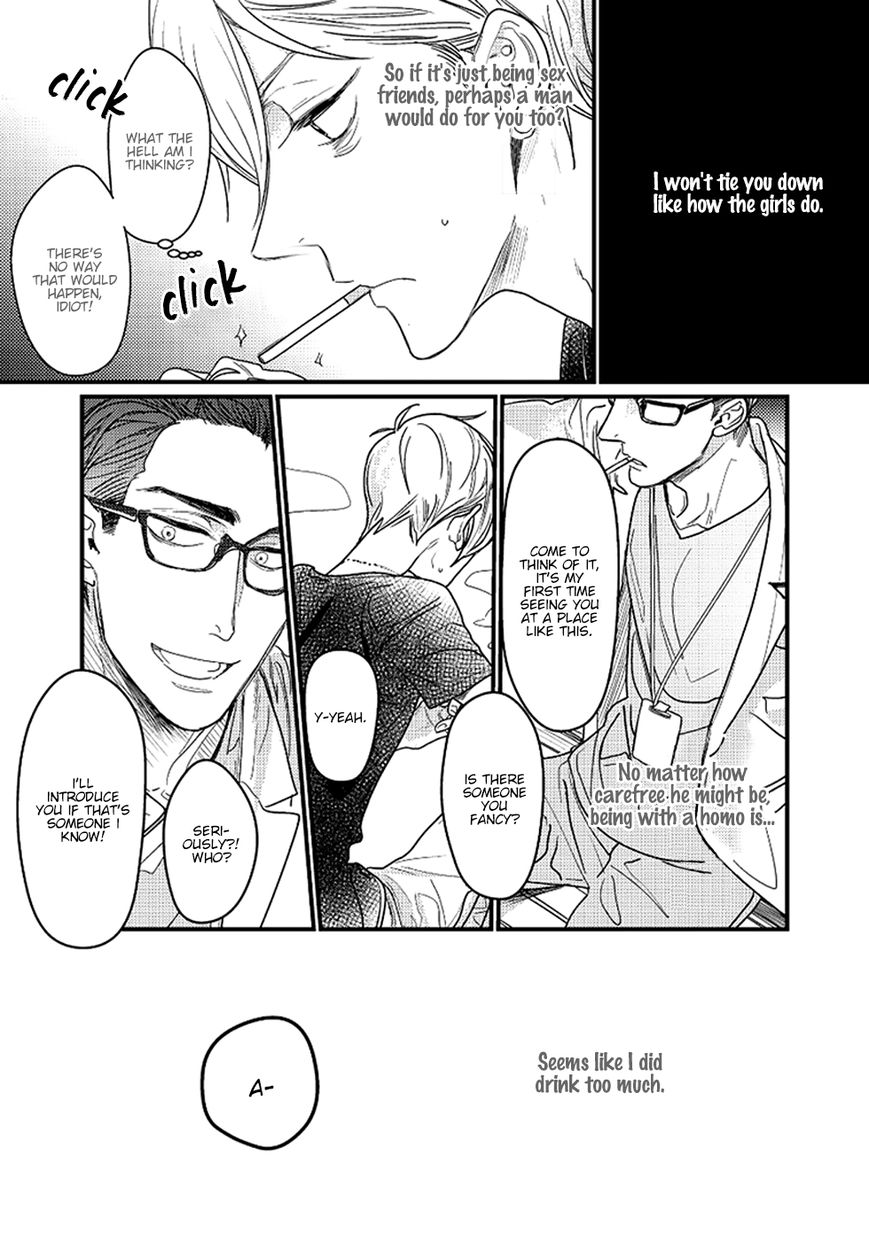 I won't tie you down
like how the girls do.
So if it's just being sex
friends, perhaps a man
would do for you too?
click
WHAT THE
HELL AM I
THINKING?
click
THERE'S
NO WAY
THAT WOULD
HAPPEN,
IDIOT!
COME TO
THINK OF IT,
IT'S MY
FIRST TIME
SEEING YOU
AT A PLACE
LIKE THIS.
No matter how
carefree he might be,
being with a homo is...
IS THERE
SOMEONE
YOU
FANCY?
Y-YEAH.
SERI-
OUSLY?!
WHO?
I'LL
INTRODUCE
YOU IF THAT'S
SOMEONE I
KNOW!
Seems like I did
drink too much.
A-